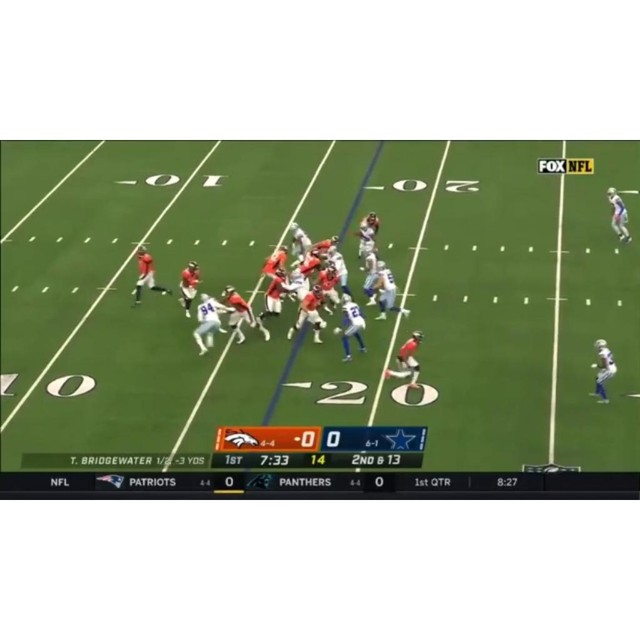 FOX NFL
10
20
10
20
94
4-4 0 0 6-1
T. BRIDGEWATER 1/2, -3 YDS 1ST 7:33 14 2ND & 13
NFL PATRIOTS 4-4 0 PANTHERS 4-4 0 1st QTR 8:27